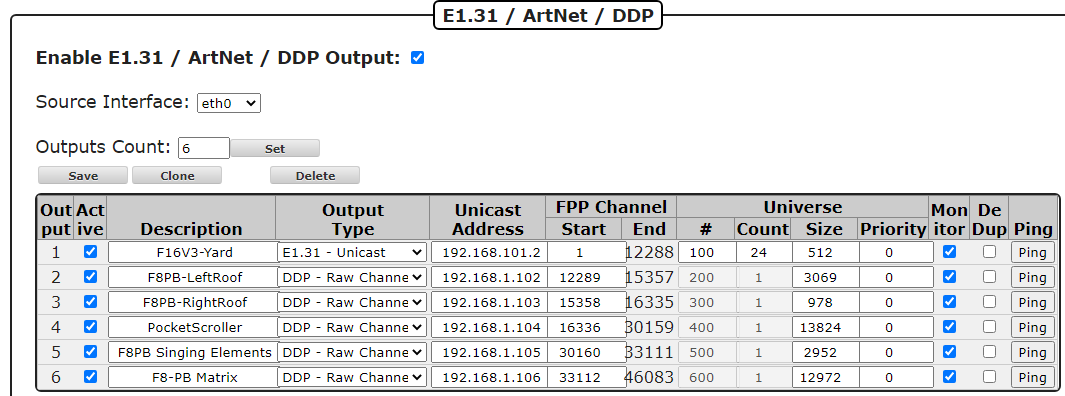 E1.31 / ArtNet / DDP
Enable E1.31 / ArtNet / DDP Output:
Source Interface: eth0
Outputs Count: 6 Set
Save Clone Delete
Out put Act ive Description Output Type Unicast Address FPP Channel Start End Universe # Count Size Priority Mon itor De Dup Ping
1 F16V3-Yard E1.31 - Unicast 192.168.101.2 1 12288 100 24 512 0 Ping
2 F8PB-LeftRoof DDP - Raw Channe 192.168.1.102 12289 15357 200 1 3069 0 Ping
3 F8PB-RightRoof DDP - Raw Channe 192.168.1.103 15358 16335 300 1 978 0 Ping
4 PocketScroller DDP - Raw Channe 192.168.1.104 16336 30159 400 1 13824 0 Ping
5 F8PB Singing Elements DDP - Raw Channe 192.168.1.105 30160 33111 500 1 2952 0 Ping
6 F8-PB Matrix DDP - Raw Channe 192.168.1.106 33112 46083 600 1 12972 0 Ping